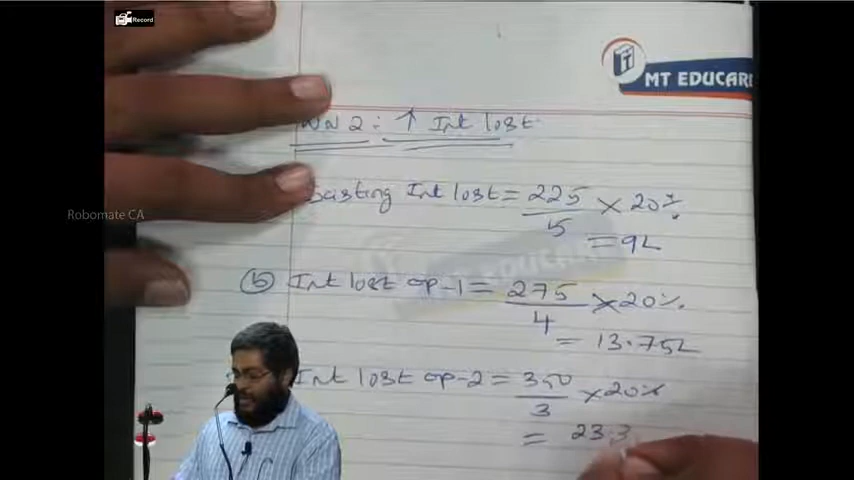 Record
MT EDUCARE
WN 2: ↑ Int lost
Existing Int lost = 225/5 × 20%
= 9L
Robomate CA
(b) Int lost op-1 = 275/4 × 20%
= 13.75L
Int lost op-2 = 350/3 × 20%
= 23.3